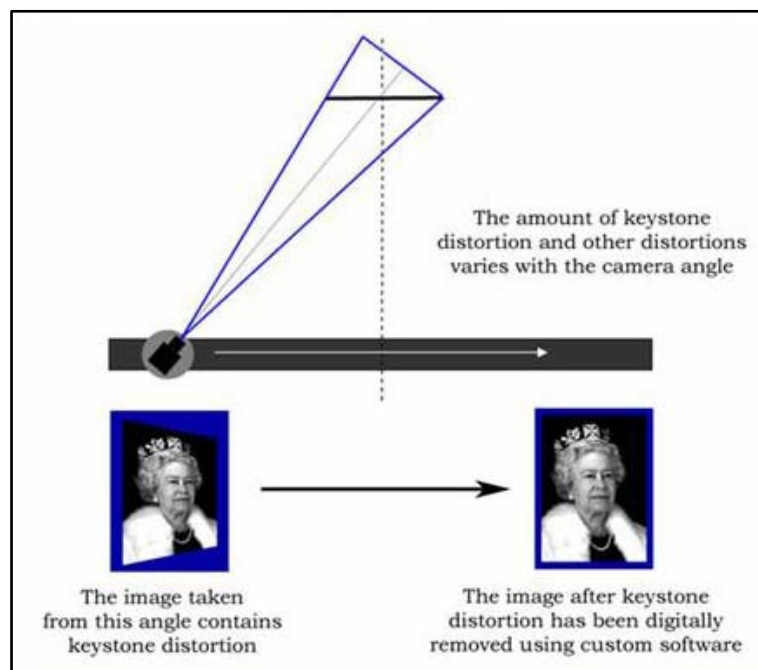 The amount of keystone
distortion and other distortions
varies with the camera angle
The image taken
from this angle contains
keystone distortion
The image after keystone
distortion has been digitally
removed using custom software